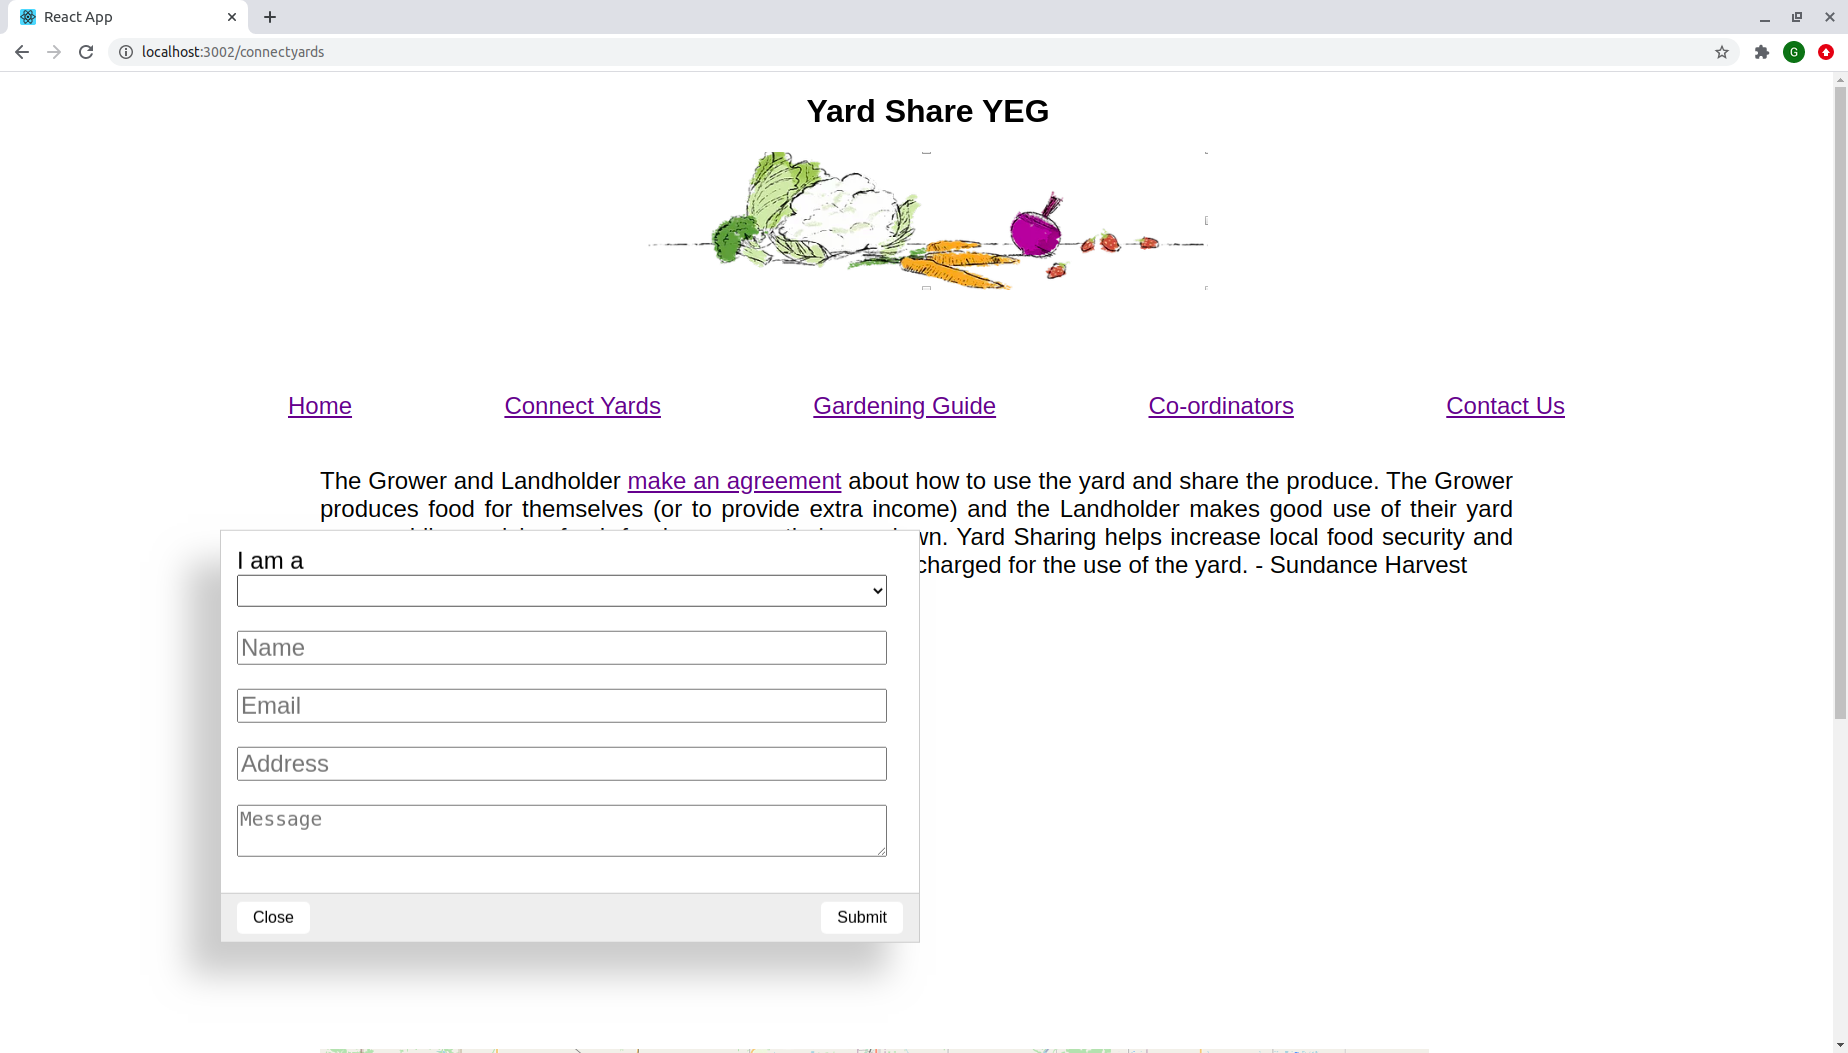 React App
localhost:3002/connectyards
G
Yard Share YEG
Home Connect Yards Gardening Guide Co-ordinators Contact Us
The Grower and Landholder make an agreement about how to use the yard and share the produce. The Grower
produces food for themselves (or to provide extra income) and the Landholder makes good use of their yard
Yard Sharing helps increase local food security and
charged for the use of the yard. - Sundance Harvest
I am a
Name
Email
Address
Message
Close Submit